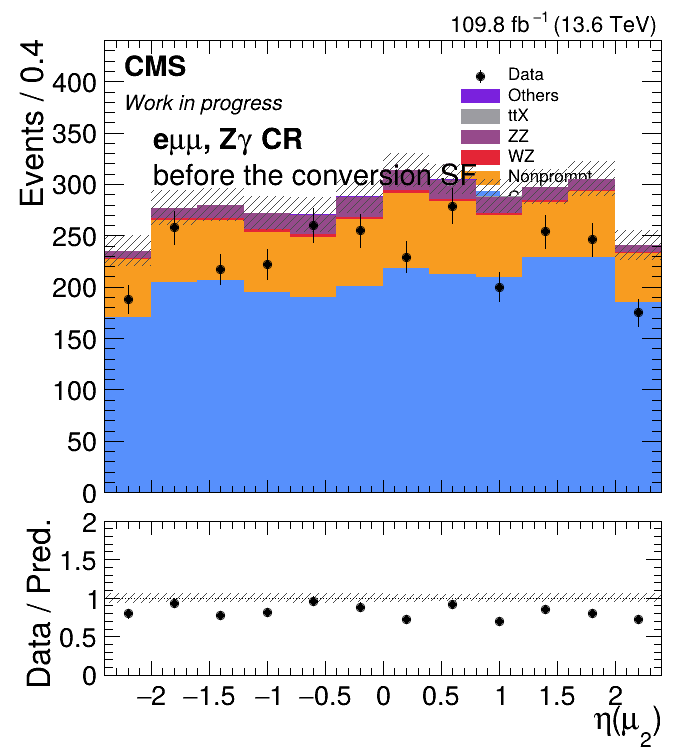 109.8 fb⁻¹ (13.6 TeV)
Events / 0.4
CMS
Work in progress
eμμ, Zγ CR
before the conversion SF
Data
Others
ttX
ZZ
WZ
Nonprompt
400
350
300
250
200
150
100
50
0
Data / Pred.
2
1.5
1
0.5
0
−2 −1.5 −1 −0.5 0 0.5 1 1.5 2
η(μ₂)